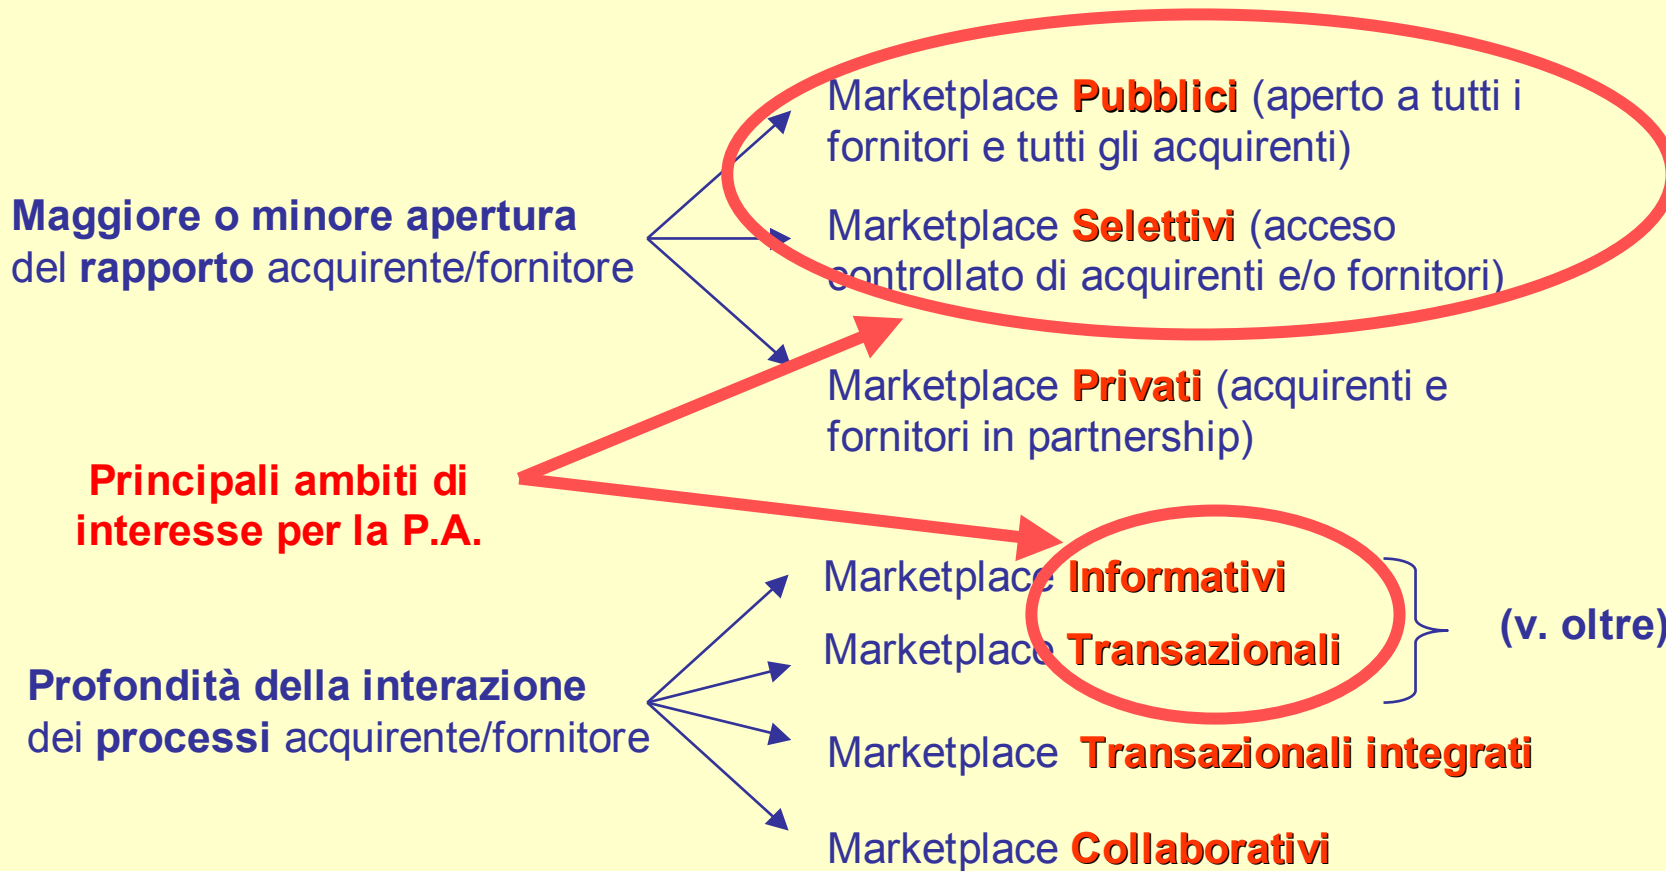 Marketplace Pubblici (aperto a tutti i
fornitori e tutti gli acquirenti)
Maggiore o minore apertura
del rapporto acquirente/fornitore
Marketplace Selettivi (acceso
controllato di acquirenti e/o fornitori)
Marketplace Privati (acquirenti e
fornitori in partnership)
Principali ambiti di
interesse per la P.A.
Marketplace Informativi
Marketplace Transazionali
(v. oltre)
Profondità della interazione
dei processi acquirente/fornitore
Marketplace Transazionali integrati
Marketplace Collaborativi